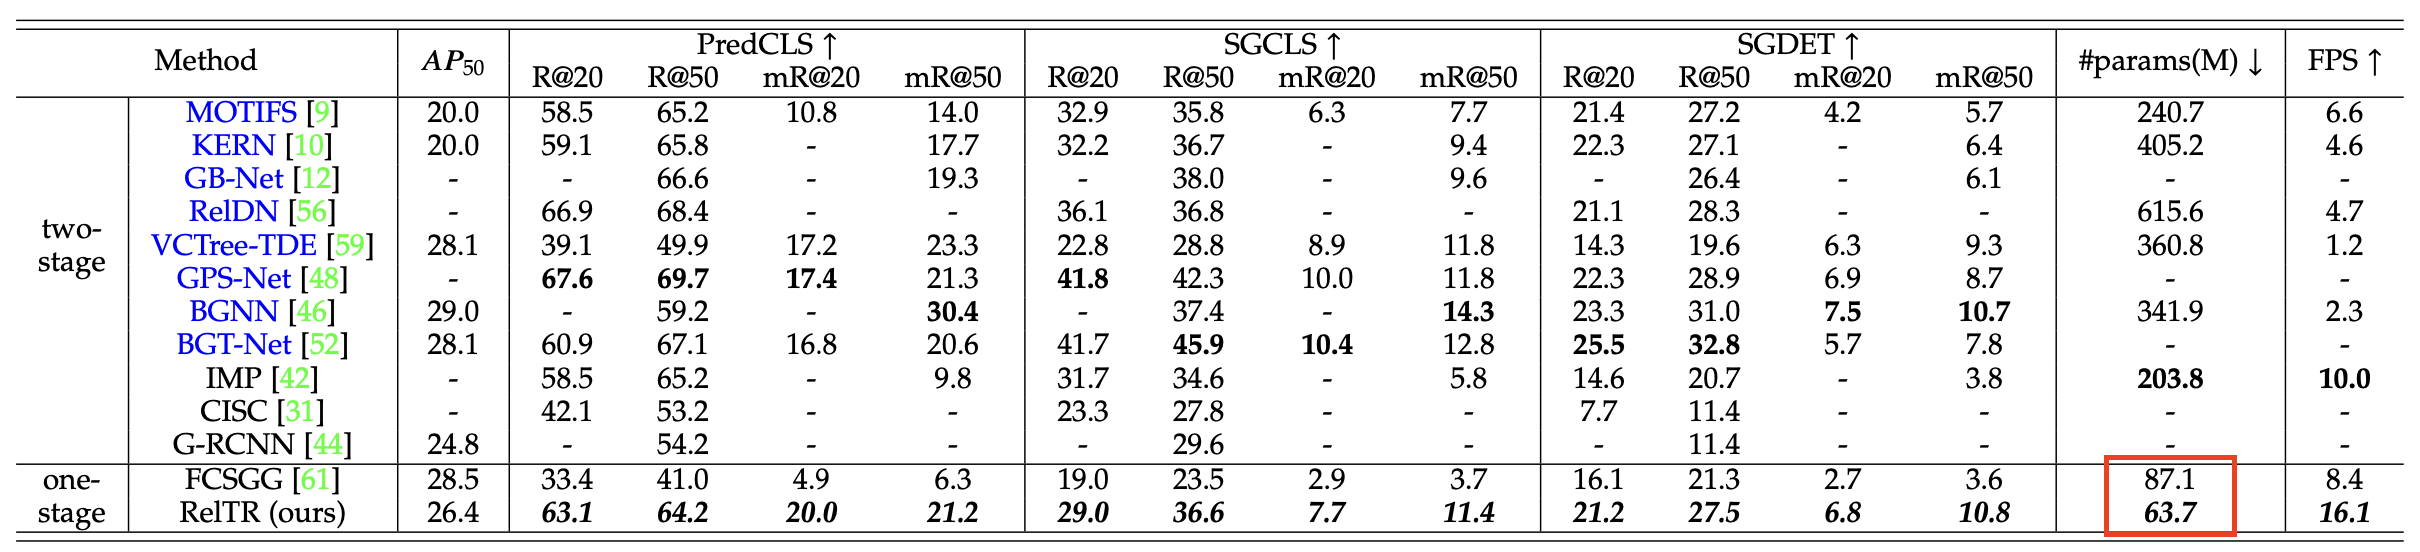 Method AP50 PredCLS ↑ SGCLS ↑ SGDET ↑ #params(M) ↓ FPS ↑
R@20 R@50 mR@20 mR@50 R@20 R@50 mR@20 mR@50 R@20 R@50 mR@20 mR@50
two-stage
MOTIFS [9] 20.0 58.5 65.2 10.8 14.0 32.9 35.8 6.3 7.7 21.4 27.2 4.2 5.7 240.7 6.6
KERN [10] 20.0 59.1 65.8 - 17.7 32.2 36.7 - 9.4 22.3 27.1 - 6.4 405.2 4.6
GB-Net [12] - - 66.6 - 19.3 - 38.0 - 9.6 - 26.4 - 6.1 - -
RelDN [56] - 66.9 68.4 - - 36.1 36.8 - - 21.1 28.3 - - 615.6 4.7
VCTree-TDE [59] 28.1 39.1 49.9 17.2 23.3 22.8 28.8 8.9 11.8 14.3 19.6 6.3 9.3 360.8 1.2
GPS-Net [48] - 67.6 69.7 17.4 21.3 41.8 42.3 10.0 11.8 22.3 28.9 6.9 8.7 - -
BGNN [46] 29.0 - 59.2 - 30.4 - 37.4 - 14.3 23.3 31.0 7.5 10.7 341.9 2.3
BGT-Net [52] 28.1 60.9 67.1 16.8 20.6 41.7 45.9 10.4 12.8 25.5 32.8 5.7 7.8 - -
IMP [42] - 58.5 65.2 - 9.8 31.7 34.6 - 5.8 14.6 20.7 - 3.8 203.8 10.0
CISC [31] - 42.1 53.2 - - 23.3 27.8 - - 7.7 11.4 - - - -
G-RCNN [44] 24.8 - 54.2 - - - 29.6 - - - 11.4 - - - -
one-stage
FCSGG [61] 28.5 33.4 41.0 4.9 6.3 19.0 23.5 2.9 3.7 16.1 21.3 2.7 3.6 87.1 8.4
RelTR (ours) 26.4 63.1 64.2 20.0 21.2 29.0 36.6 7.7 11.4 21.2 27.5 6.8 10.8 63.7 16.1